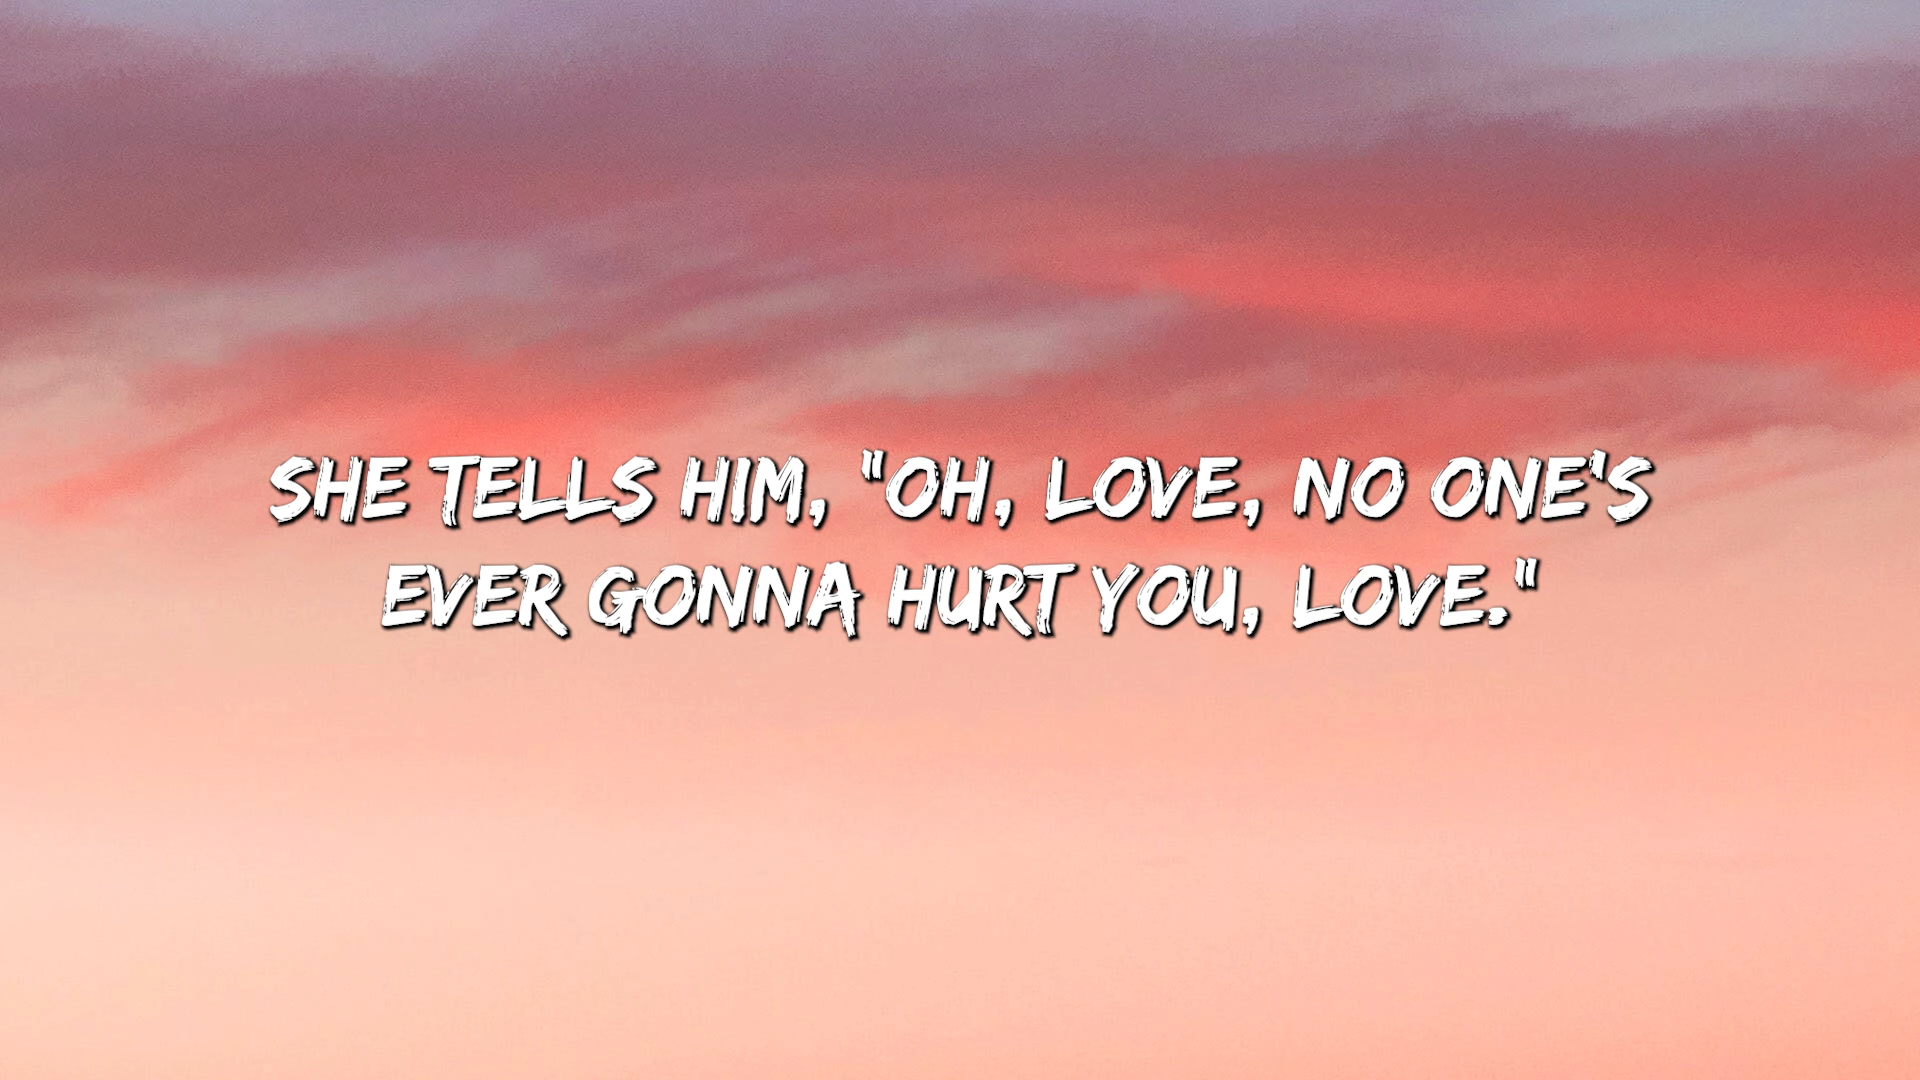 SHE TELLS HIM, "OH, LOVE, NO ONE'S
EVER GONNA HURT YOU, LOVE."